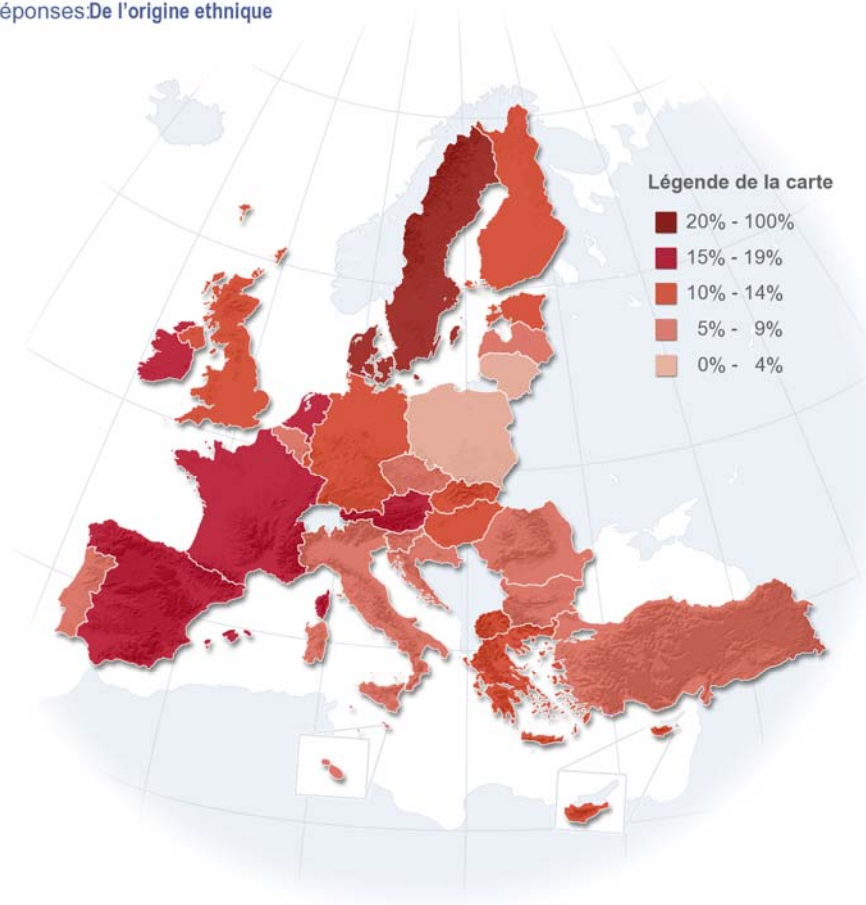 éponses:De l'origine ethnique
Légende de la carte
20% - 100%
15% - 19%
10% - 14%
5% - 9%
0% - 4%